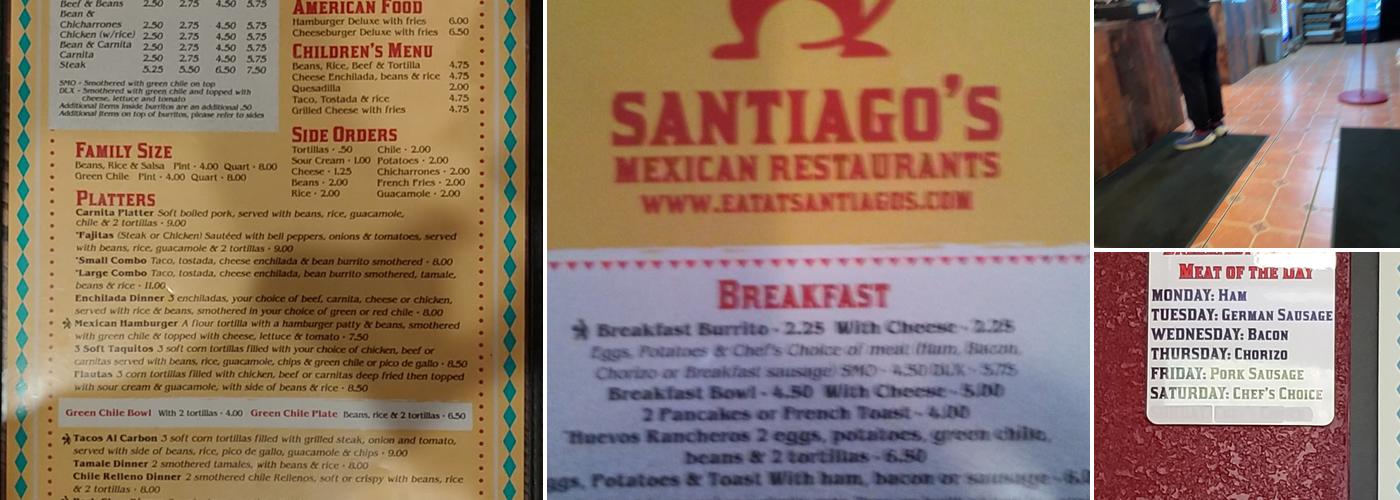 Beef & Beans 2.50 2.75 4.50 5.75
Bean &
Chicharrones 2.50 2.75 4.50 5.75
Chicken (w/rice) 2.50 2.75 4.50 5.75
Bean & Carnita 2.50 2.75 4.50 5.75
Carnita 2.50 2.75 4.50 5.75
Steak 5.25 5.50 6.50 7.50
SMO - Smothered with green chile on top
DLX - Smothered with green chile and topped with
cheese, lettuce and tomato
Additional items inside burritos are an additional .50
Additional items on top of burritos, please refer to sides
FAMILY SIZE
Beans, Rice & Salsa Pint • 4.00 Quart • 8.00
Green Chile Pint • 4.00 Quart • 8.00
AMERICAN FOOD
Hamburger Deluxe with fries 6.00
Cheeseburger Deluxe with fries 6.50
CHILDREN'S MENU
Beans, Rice, Beef & Tortilla 4.75
Cheese Enchilada, beans & rice 4.75
Quesadilla 2.00
Taco, Tostada & rice 4.75
Grilled Cheese with fries 4.75
SIDE ORDERS
Tortillas • .50 Chile • 2.00
Sour Cream • 1.00 Potatoes • 2.00
Cheese • 1.25 Chicharrones • 2.00
Beans • 2.00 French Fries • 2.00
Rice • 2.00 Guacamole • 2.00
PLATTERS
Carnita Platter Soft boiled pork, served with beans, rice, guacamole,
chile & 2 tortillas • 9.00
*Fajitas (Steak or Chicken) Sautéed with bell peppers, onions & tomatoes, served
with beans, rice, guacamole & 2 tortillas • 9.00
*Small Combo Taco, tostada, cheese enchilada & bean burrito smothered • 8.00
*Large Combo Taco, tostada, cheese enchilada, bean burrito smothered, tamale,
beans & rice • 11.00
Enchilada Dinner 3 enchiladas, your choice of beef, carnita, cheese or chicken,
served with rice & beans, smothered in your choice of green or red chile • 8.00
Mexican Hamburger A flour tortilla with a hamburger patty & beans, smothered
with green chile & topped with cheese, lettuce & tomato • 7.50
3 Soft Taquitos 3 soft corn tortillas filled with your choice of chicken, beef or
carnitas served with beans, rice, guacamole, chips & green chile or pico de gallo • 8.50
Flautas 3 corn tortillas filled with chicken, beef or carnitas deep fried then topped
with sour cream & guacamole, with side of beans & rice • 8.50
Green Chile Bowl With 2 tortillas • 4.00 Green Chile Plate Beans, rice & 2 tortillas • 6.50
Tacos Al Carbon 3 soft corn tortillas filled with grilled steak, onion and tomato,
served with side of beans, rice, pico de gallo, guacamole & chips • 9.00
Tamale Dinner 2 smothered tamales, with beans & rice • 8.00
Chile Relleno Dinner 2 smothered chile Rellenos, soft or crispy with beans, rice
& 2 tortillas • 8.00
SANTIAGO'S
MEXICAN RESTAURANTS
WWW.EATATSANTIAGOS.COM
BREAKFAST
Breakfast Burrito - 2.25 With Cheese - 2.25
Eggs, Potatoes & Chef's Choice of meat (Ham, Bacon,
Chorizo or Breakfast sausage) SMO - 4.50 DLX - 5.75
Breakfast Bowl - 4.50 With Cheese - 5.00
2 Pancakes or French Toast - 4.00
*Huevos Rancheros 2 eggs, potatoes, green chile,
beans & 2 tortillas - 6.50
Potatoes & Toast With ham, bacon or sausage
MEAT OF THE DAY
MONDAY: HAM
TUESDAY: GERMAN SAUSAGE
WEDNESDAY: BACON
THURSDAY: CHORIZO
FRIDAY: PORK SAUSAGE
SATURDAY: CHEF'S CHOICE